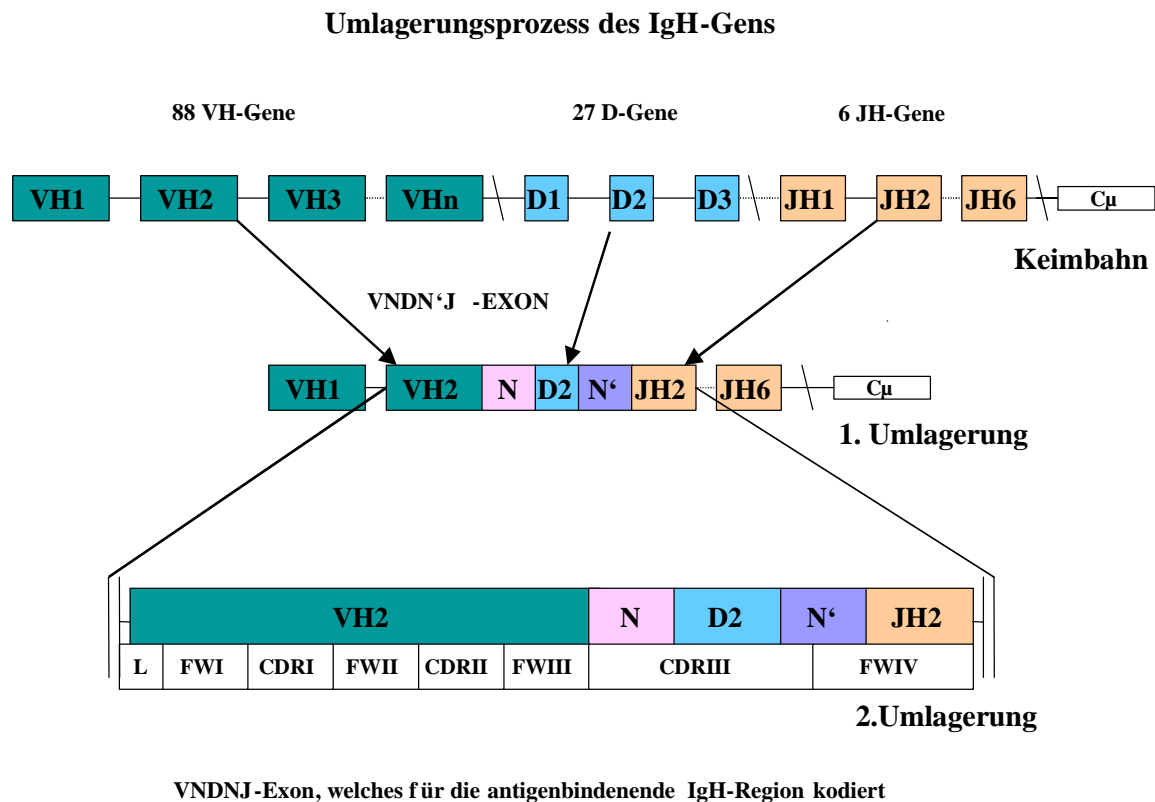 Umlagerungsprozess des IgH-Gens
88 VH-Gene 27 D-Gene 6 JH-Gene
VH1 VH2 VH3 VHn D1 D2 D3 JH1 JH2 JH6 Cµ
Keimbahn
VNDN‘J -EXON
VH1 VH2 N D2 N‘ JH2 JH6 Cµ
1. Umlagerung
VH2 N D2 N‘ JH2
L FWI CDRI FWII CDRII FWIII CDRIII FWIV
2.Umlagerung
VNDNJ-Exon, welches für die antigenbindenende IgH-Region kodiert